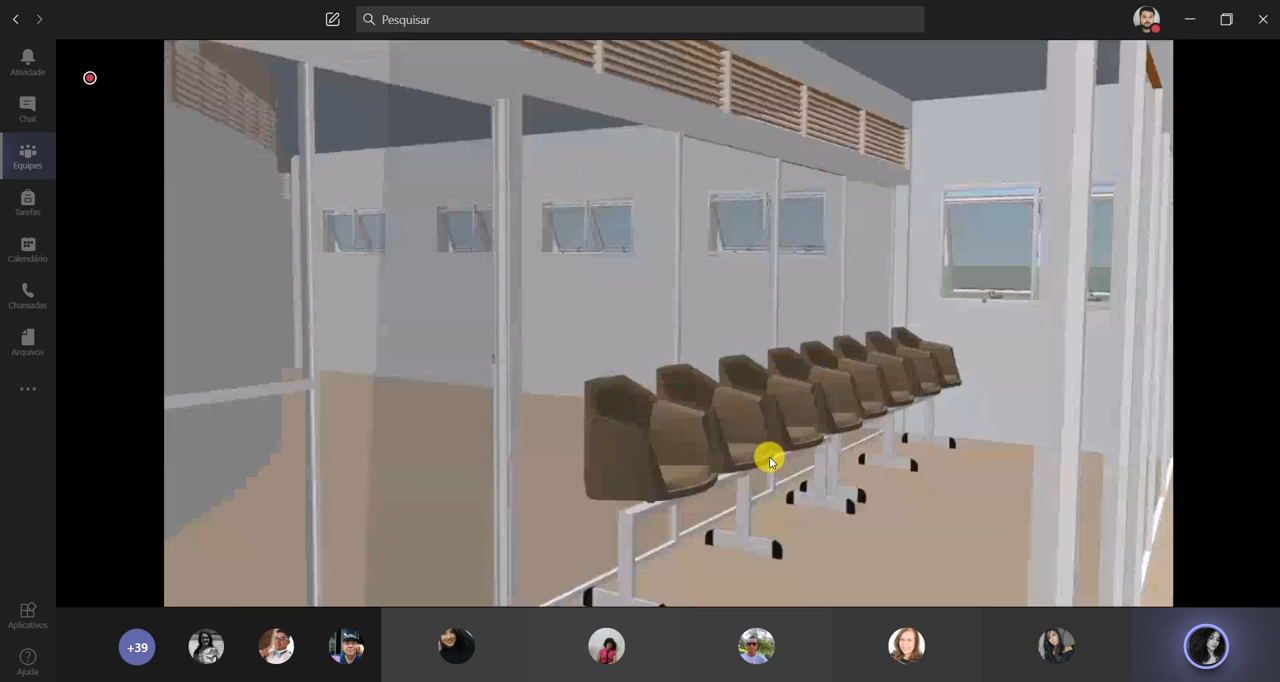 Pesquisar
Atividade
Chat
Equipes
Tarefas
Calendário
Chamadas
Arquivos
Aplicativos
Ajuda
+39